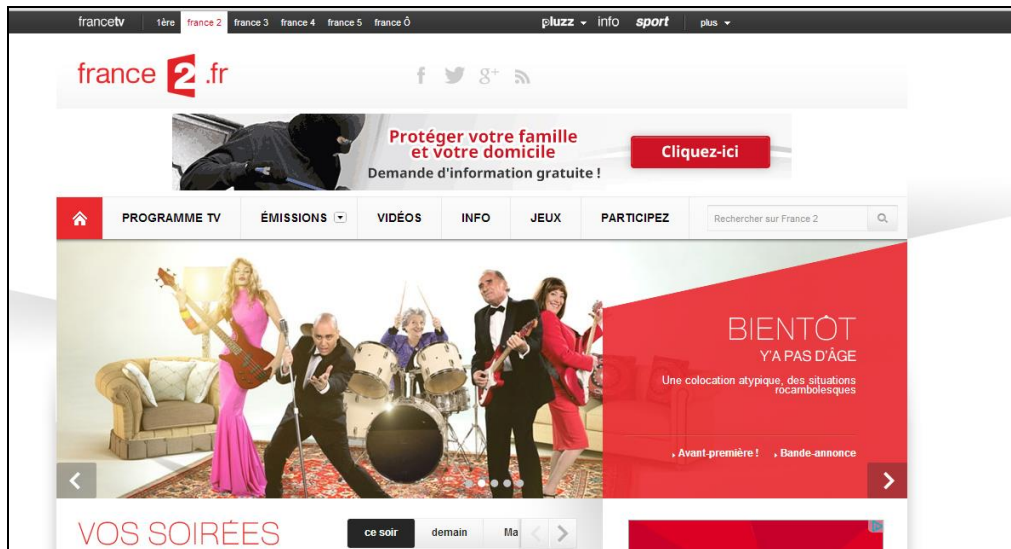 francetv 1ère france 2 france 3 france 4 france 5 france Ô pluzz info sport plus
france 2 .fr
f g+
Protéger votre famille
et votre domicile
Demande d'information gratuite !
Cliquez-ici
PROGRAMME TV ÉMISSIONS VIDÉOS INFO JEUX PARTICIPEZ Rechercher sur France 2
BIENTÔT
Y'A PAS D'ÂGE
Une colocation atypique, des situations
rocambolesques
Avant-première ! Bande-annonce
VOS SOIRÉES ce soir demain Ma